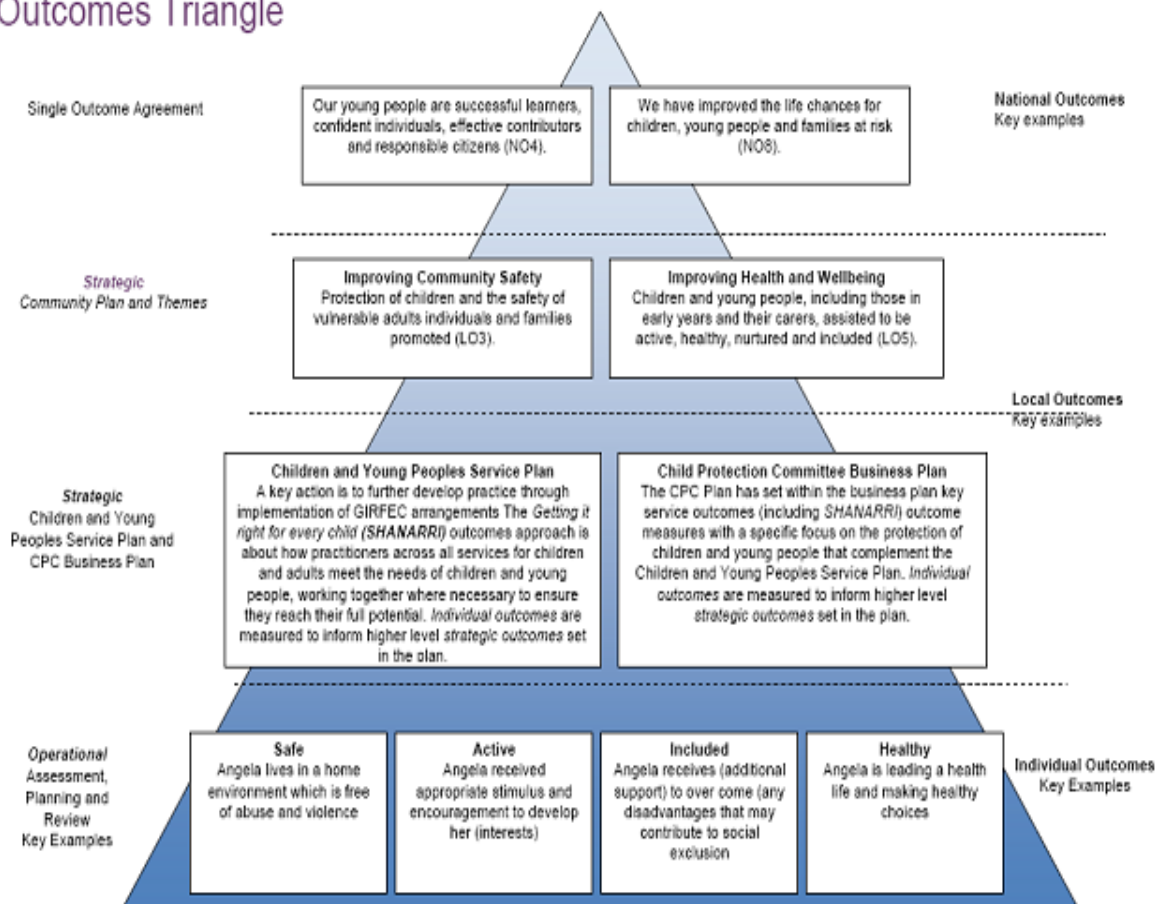 Outcomes Triangle
Single Outcome Agreement
Our young people are successful learners,
confident individuals, effective contributors
and responsible citizens (NO4).
We have improved the life chances for
children, young people and families at risk
(NO8).
National Outcomes
Key examples
Strategic
Community Plan and Themes
Improving Community Safety
Protection of children and the safety of
vulnerable adults individuals and families
promoted (LO3).
Improving Health and Wellbeing
Children and young people, including those in
early years and their carers, assisted to be
active, healthy, nurtured and included (LO5).
Local Outcomes
Key examples
Strategic
Children and Young
Peoples Service Plan and
CPC Business Plan
Children and Young Peoples Service Plan
A key action is to further develop practice through
implementation of GIRFEC arrangements The Getting it
right for every child (SHANARRI) outcomes approach is
about how practitioners across all services for children
and adults meet the needs of children and young
people, working together where necessary to ensure
they reach their full potential. Individual outcomes are
measured to inform higher level strategic outcomes set
in the plan.
Child Protection Committee Business Plan
The CPC Plan has set within the business plan key
service outcomes (including SHANARRI) outcome
measures with a specific focus on the protection of
children and young people that complement the
Children and Young Peoples Service Plan. Individual
outcomes are measured to inform higher level
strategic outcomes set in the plan.
Operational
Assessment,
Planning and
Review
Key Examples
Safe
Angela lives in a home
environment which is free
of abuse and violence
Active
Angela received
appropriate stimulus and
encouragement to develop
her (interests)
Included
Angela receives (additional
support) to over come (any
disadvantages that may
contribute to social
exclusion
Healthy
Angela is leading a health
life and making healthy
choices
Individual Outcomes
Key Examples